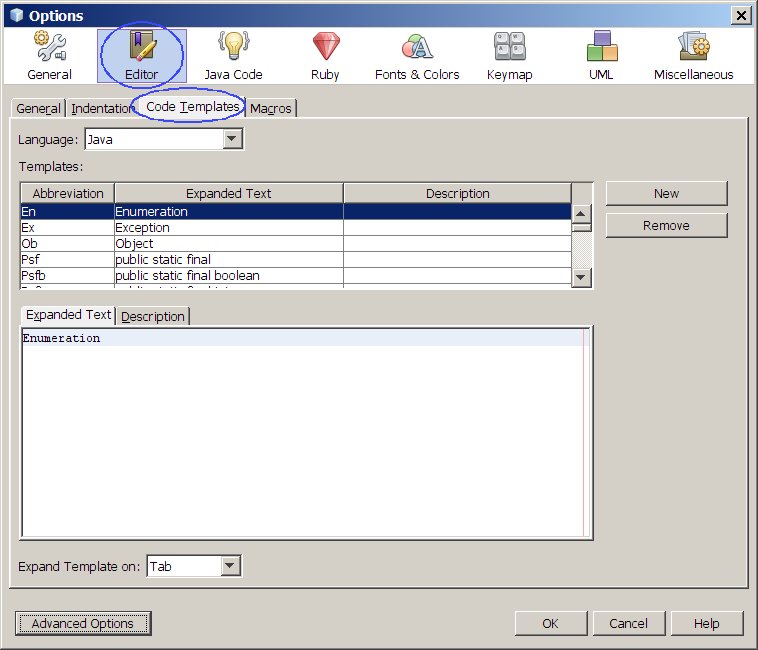 Options
General Editor Java Code Ruby Fonts & Colors Keymap UML Miscellaneous
General Indentation Code Templates Macros
Language: Java
Templates:
Abbreviation Expanded Text Description
En Enumeration
New
Ex Exception
Remove
Ob Object
Psf public static final
Psfb public static final boolean
Expanded Text Description
Enumeration
Expand Template on: Tab
Advanced Options OK Cancel Help